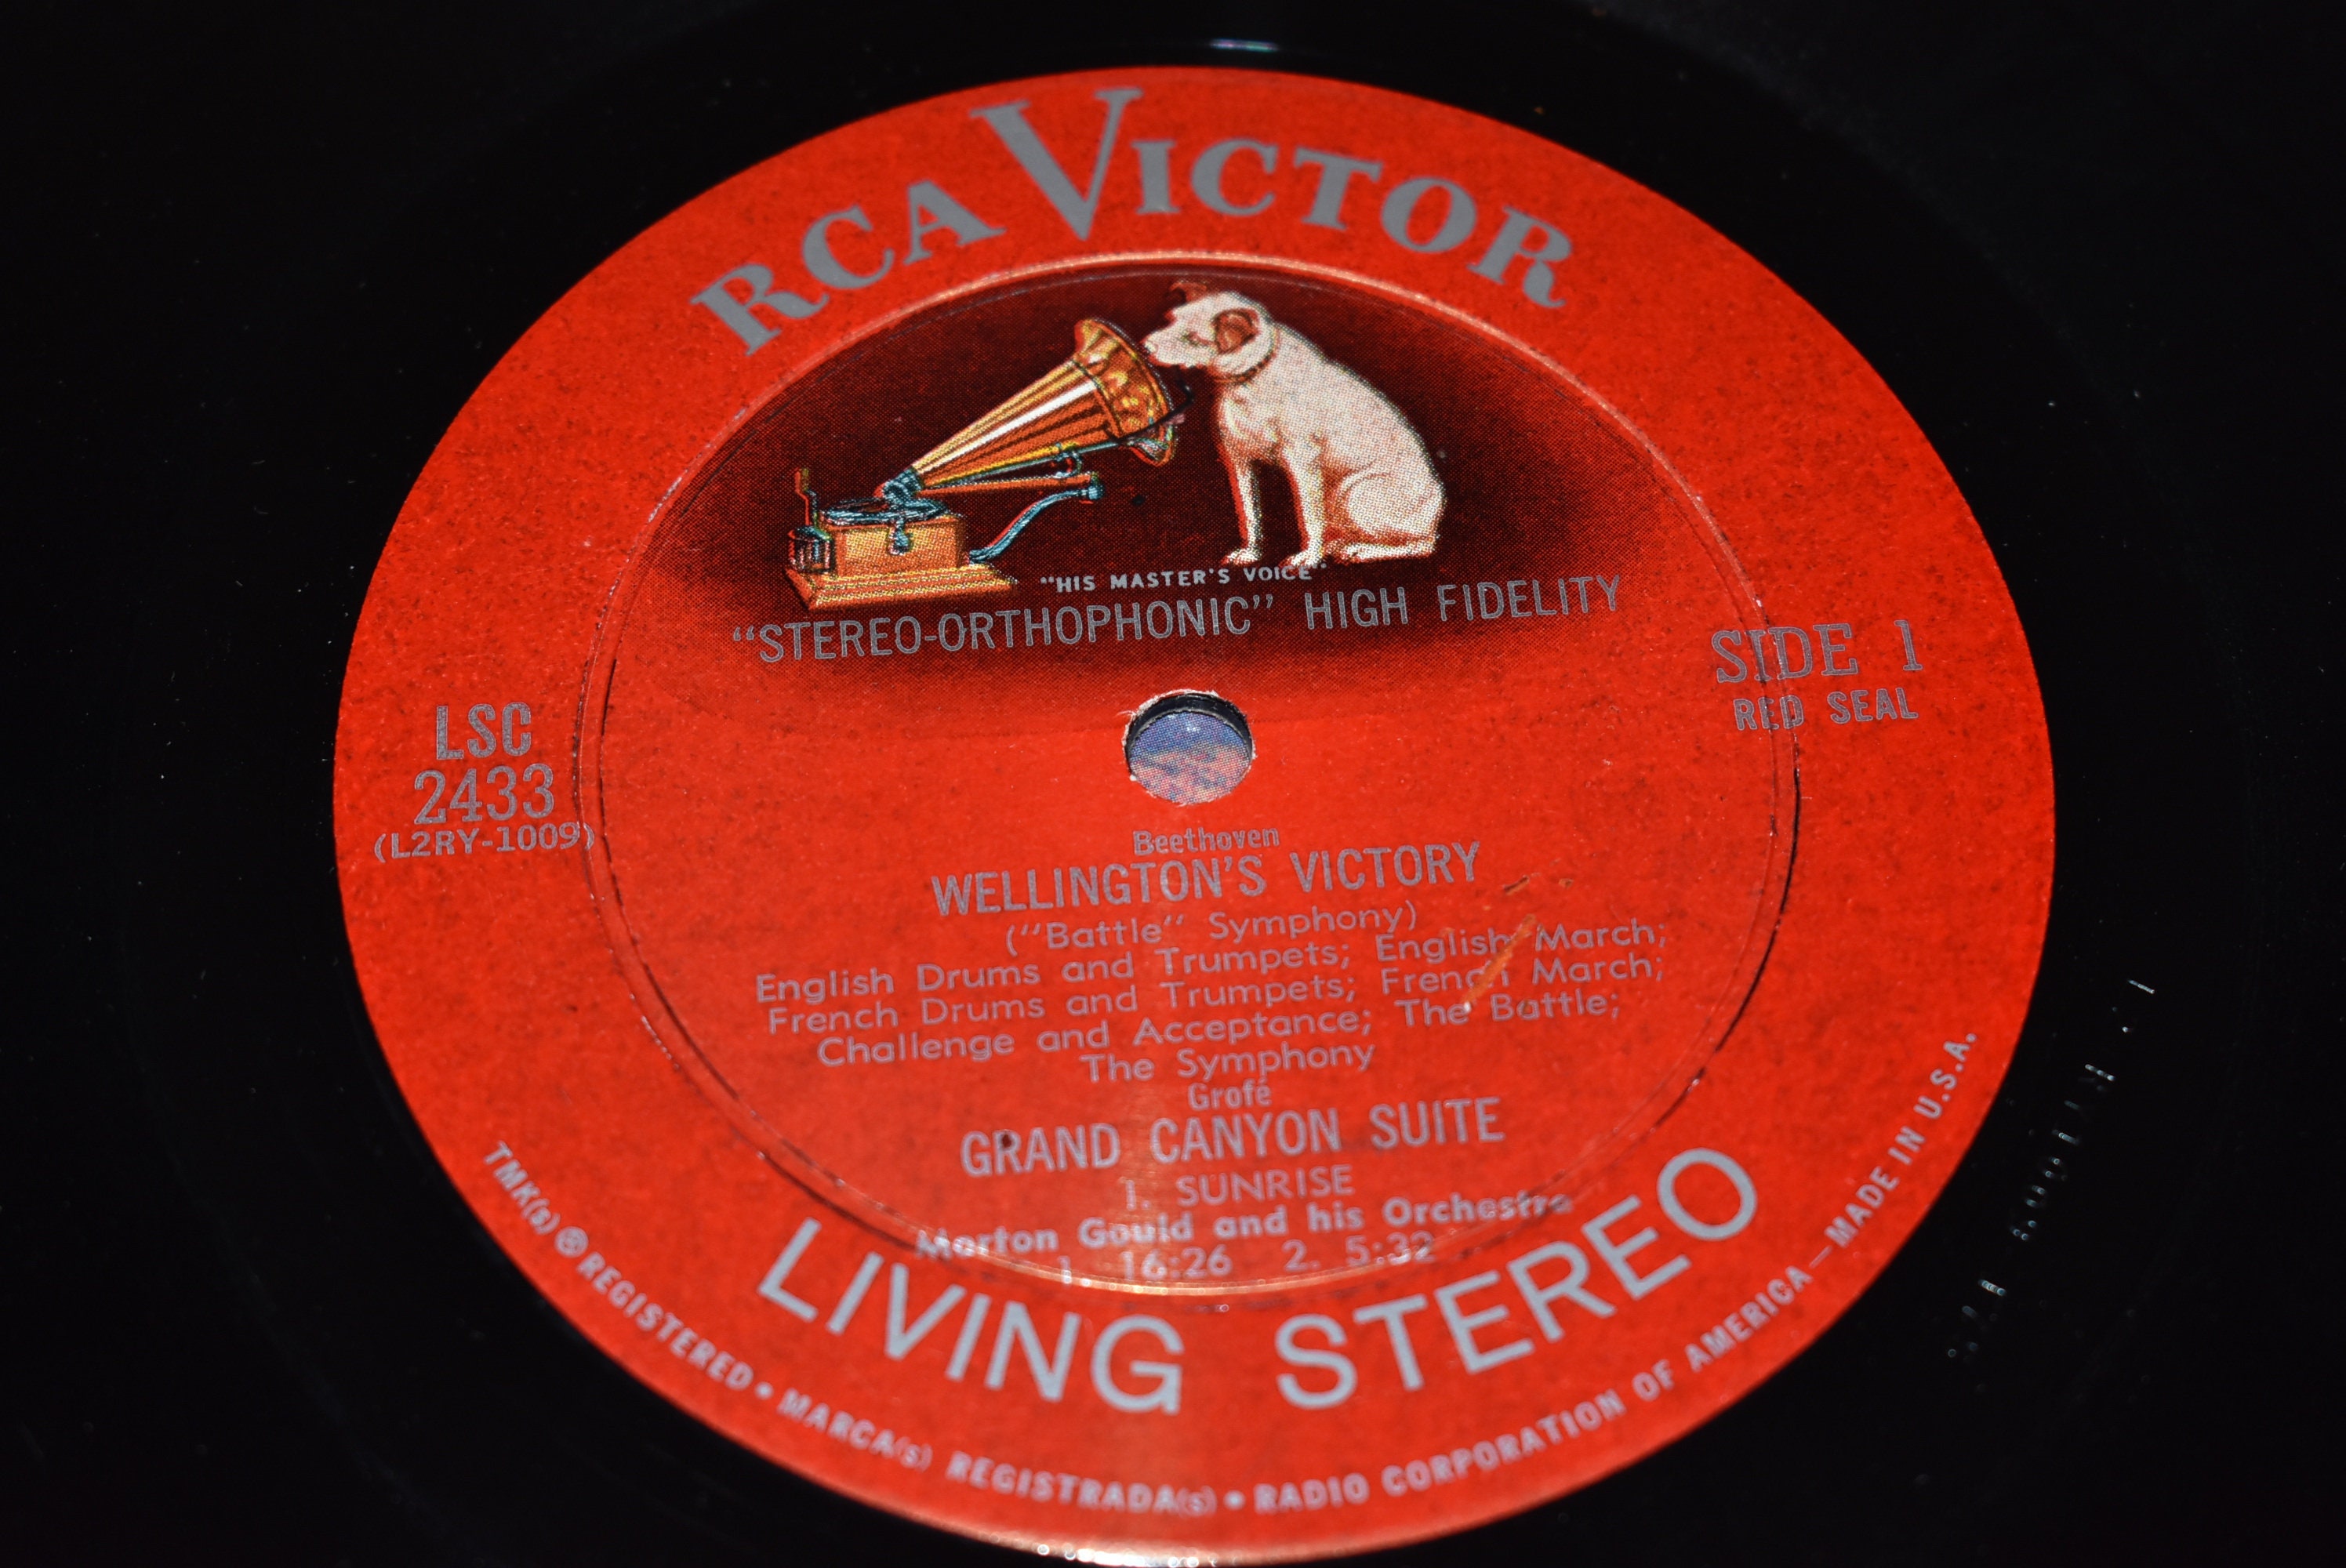 RCA VICTOR
"HIS MASTER'S VOICE"
"STEREO-ORTHOPHONIC" HIGH FIDELITY
SIDE 1
RED SEAL
LSC
2433
(L2RY-1009)
Beethoven
WELLINGTON'S VICTORY
("Battle" Symphony)
English Drums and Trumpets; English March;
French Drums and Trumpets; French March;
Challenge and Acceptance; The Battle;
The Symphony
Grofé
GRAND CANYON SUITE
1. SUNRISE
Morton Gould and his Orchestra
1. 16:26 2. 5:32
LIVING STEREO
TMK(s) ® REGISTERED • MARCA(s) REGISTRADA(s) • RADIO CORPORATION OF AMERICA—MADE IN U.S.A.